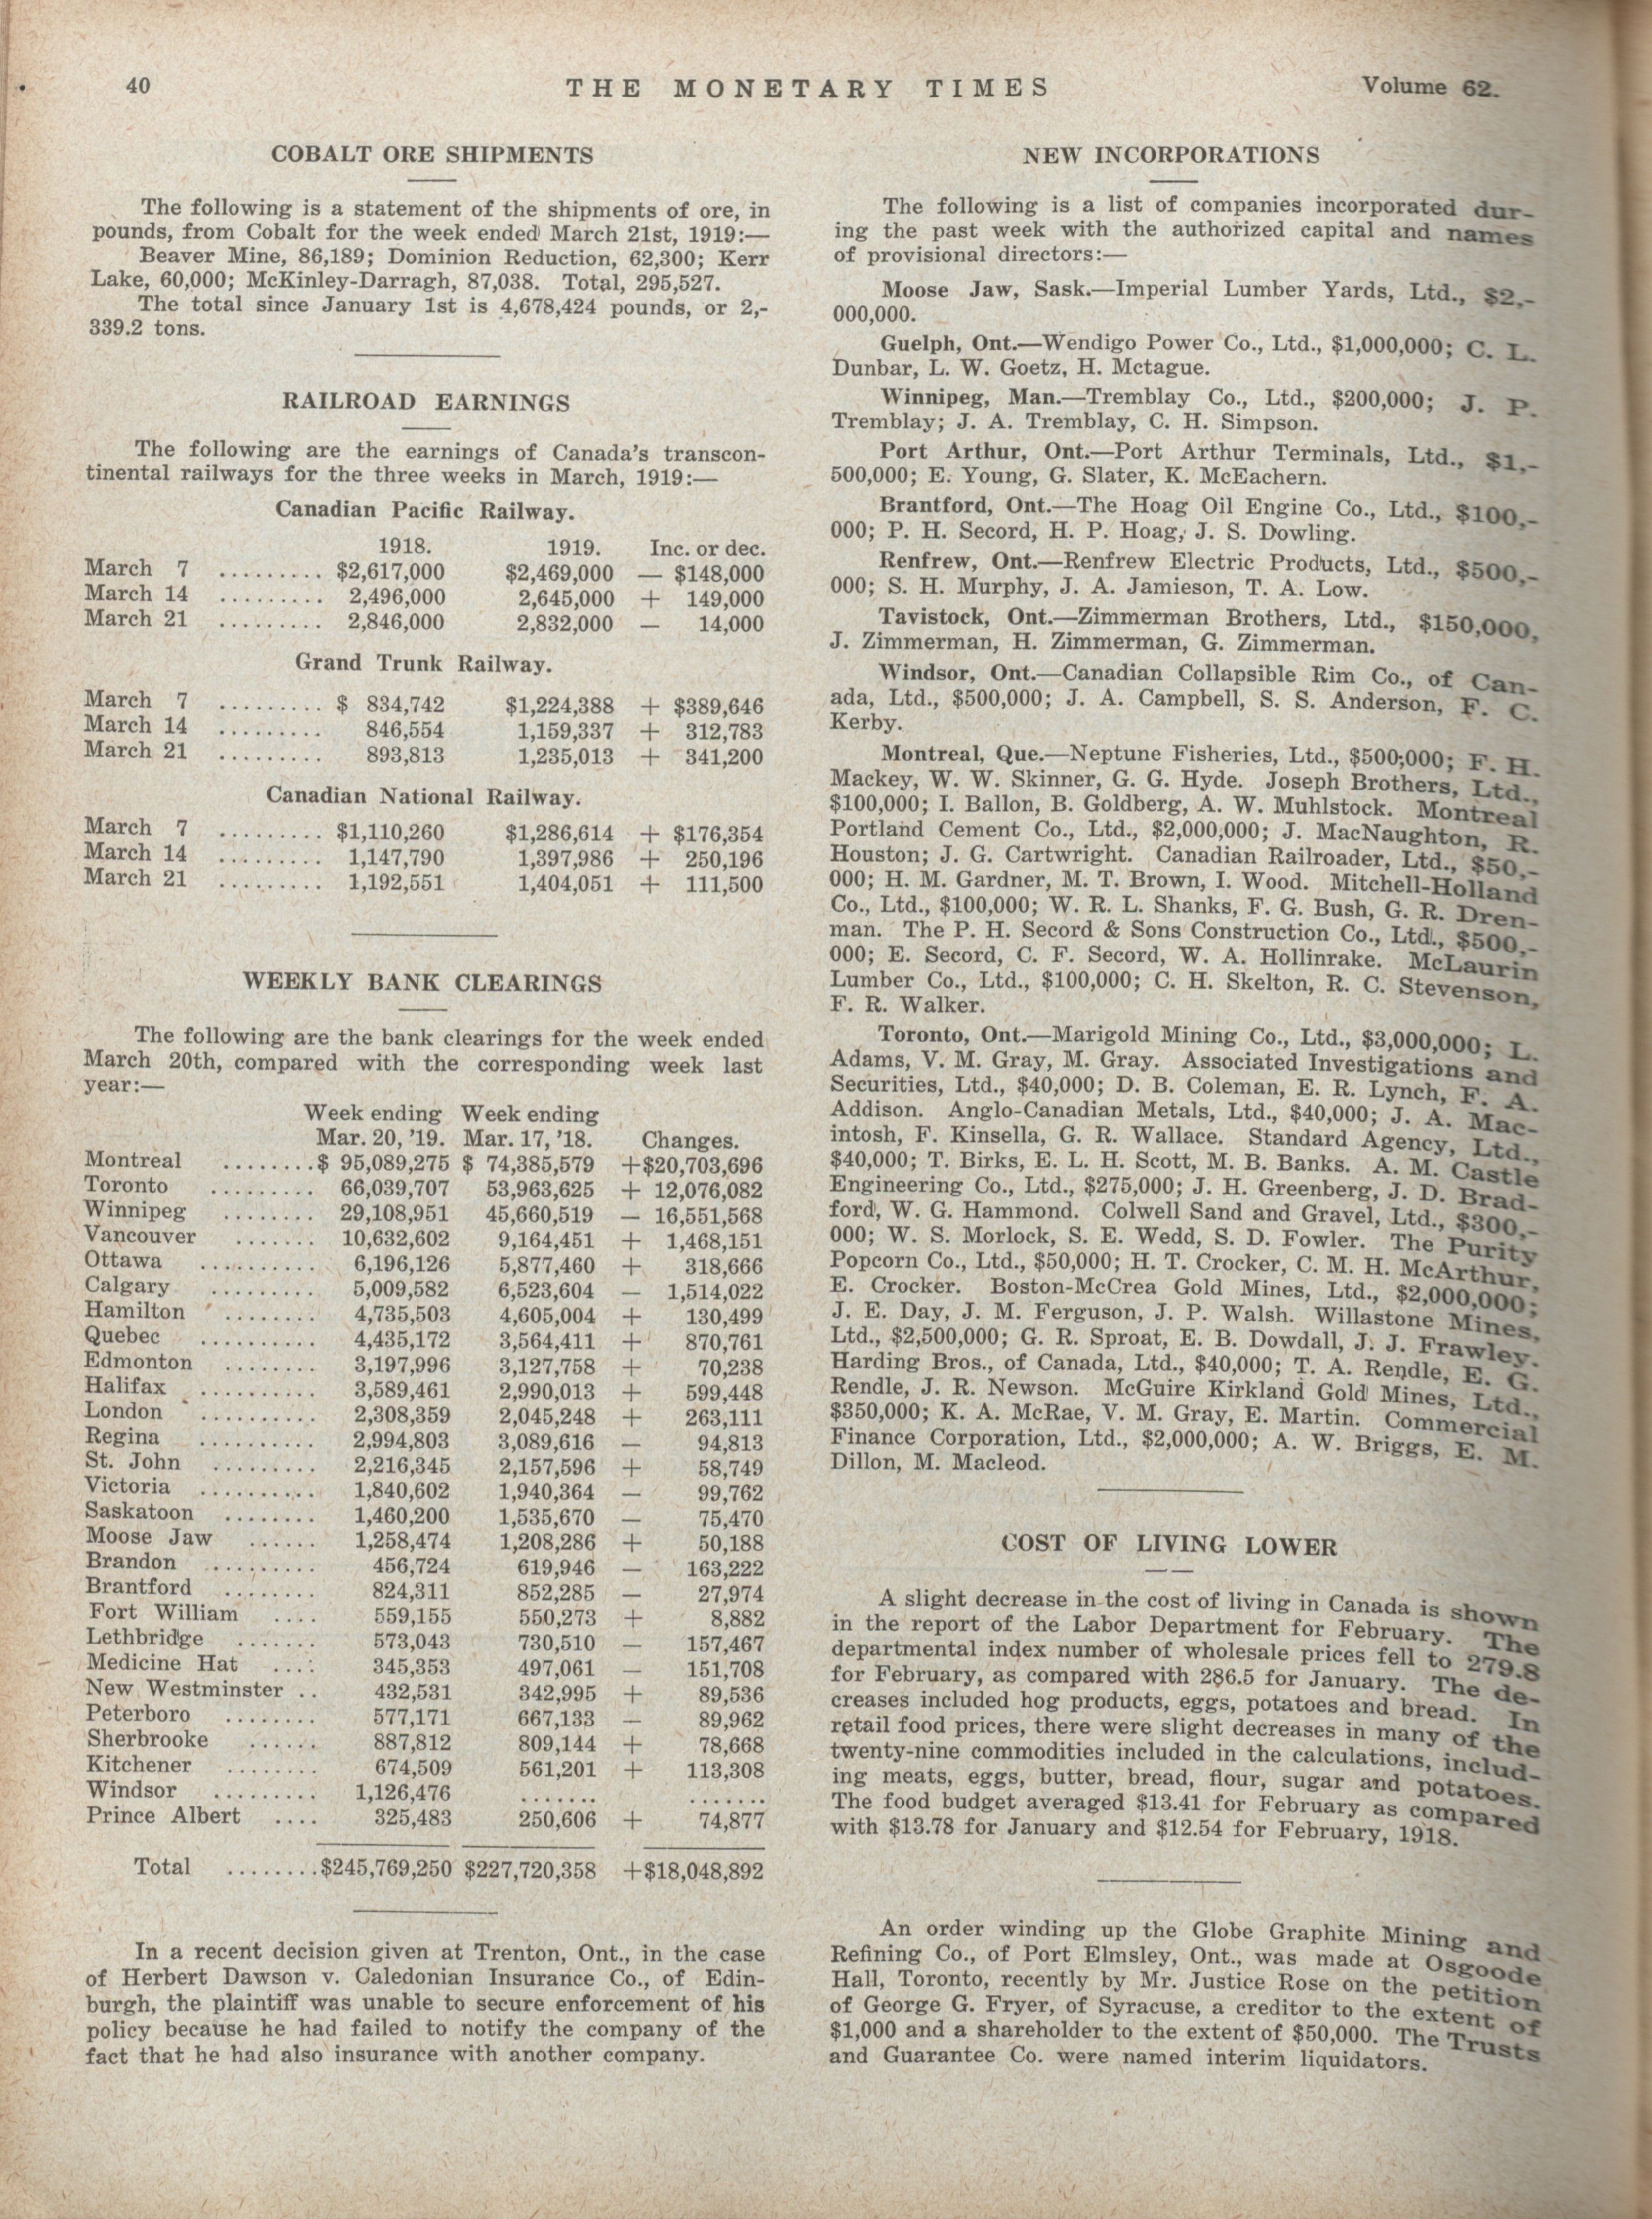 40
THE MONETARY TIMES
Volume 62.
COBALT ORE SHIPMENTS
The following is a statement of the shipments of ore, in
pounds, from Cobalt for the week ended March 21st, 1919:—
Beaver Mine, 86,189; Dominion Reduction, 62,300; Kerr
Lake, 60,000; McKinley-Darragh, 87,038. Total, 295,527.
The total since January 1st is 4,678,424 pounds, or 2,-
339.2 tons.
RAILROAD EARNINGS
The following are the earnings of Canada's transcon-
tinental railways for the three weeks in March, 1919:—
Canadian Pacific Railway.
1918. 1919. Inc. or dec.
March 7 ......... $2,617,000 $2,469,000 — $148,000
March 14 ......... 2,496,000 2,645,000 + 149,000
March 21 ......... 2,846,000 2,832,000 — 14,000
Grand Trunk Railway.
March 7 ......... $ 834,742 $1,224,388 + $389,646
March 14 ......... 846,554 1,159,337 + 312,783
March 21 ......... 893,813 1,235,013 + 341,200
Canadian National Railway.
March 7 ......... $1,110,260 $1,286,614 + $176,354
March 14 ......... 1,147,790 1,397,986 + 250,196
March 21 ......... 1,192,551 1,404,051 + 111,500
WEEKLY BANK CLEARINGS
The following are the bank clearings for the week ended
March 20th, compared with the corresponding week last
year:—
Week ending Week ending
Mar. 20, '19. Mar. 17, '18. Changes.
Montreal ........$ 95,089,275 $ 74,385,579 +$20,703,696
Toronto ......... 66,039,707 53,963,625 + 12,076,082
Winnipeg ........ 29,108,951 45,660,519 — 16,551,568
Vancouver ....... 10,632,602 9,164,451 + 1,468,151
Ottawa .......... 6,196,126 5,877,460 + 318,666
Calgary ......... 5,009,582 6,523,604 — 1,514,022
Hamilton ........ 4,735,503 4,605,004 + 130,499
Quebec .......... 4,435,172 3,564,411 + 870,761
Edmonton ........ 3,197,996 3,127,758 + 70,238
Halifax .......... 3,589,461 2,990,013 + 599,448
London .......... 2,308,359 2,045,248 + 263,111
Regina .......... 2,994,803 3,089,616 — 94,813
St. John ......... 2,216,345 2,157,596 + 58,749
Victoria .......... 1,840,602 1,940,364 — 99,762
Saskatoon ........ 1,460,200 1,535,670 — 75,470
Moose Jaw ...... 1,258,474 1,208,286 + 50,188
Brandon ......... 456,724 619,946 — 163,222
Brantford ........ 824,311 852,285 — 27,974
Fort William .... 559,155 550,273 + 8,882
Lethbridge ....... 573,043 730,510 — 157,467
Medicine Hat .... 345,353 497,061 — 151,708
New Westminster .. 432,531 342,995 + 89,536
Peterboro ........ 577,171 667,133 — 89,962
Sherbrooke ...... 887,812 809,144 + 78,668
Kitchener ........ 674,509 561,201 + 113,308
Windsor ......... 1,126,476 ....... .......
Prince Albert .... 325,483 250,606 + 74,877
Total ........$245,769,250 $227,720,358 +$18,048,892
In a recent decision given at Trenton, Ont., in the case
of Herbert Dawson v. Caledonian Insurance Co., of Edin-
burgh, the plaintiff was unable to secure enforcement of his
policy because he had failed to notify the company of the
fact that he had also insurance with another company.
NEW INCORPORATIONS
The following is a list of companies incorporated dur-
ing the past week with the authorized capital and names
of provisional directors:—
Moose Jaw, Sask.—Imperial Lumber Yards, Ltd., $2,-
000,000.
Guelph, Ont.—Wendigo Power Co., Ltd., $1,000,000; C. L.
Dunbar, L. W. Goetz, H. Mctague.
Winnipeg, Man.—Tremblay Co., Ltd., $200,000; J. P.
Tremblay; J. A. Tremblay, C. H. Simpson.
Port Arthur, Ont.—Port Arthur Terminals, Ltd., $1,-
500,000; E. Young, G. Slater, K. McEachern.
Brantford, Ont.—The Hoag Oil Engine Co., Ltd., $100,-
000; P. H. Secord, H. P. Hoag, J. S. Dowling.
Renfrew, Ont.—Renfrew Electric Products, Ltd., $500,-
000; S. H. Murphy, J. A. Jamieson, T. A. Low.
Tavistock, Ont.—Zimmerman Brothers, Ltd., $150,000,
J. Zimmerman, H. Zimmerman, G. Zimmerman.
Windsor, Ont.—Canadian Collapsible Rim Co., of Can-
ada, Ltd., $500,000; J. A. Campbell, S. S. Anderson, F. C.
Kerby.
Montreal, Que.—Neptune Fisheries, Ltd., $500,000; F. H.
Mackey, W. W. Skinner, G. G. Hyde. Joseph Brothers, Ltd.,
$100,000; I. Ballon, B. Goldberg, A. W. Muhlstock. Montreal
Portland Cement Co., Ltd., $2,000,000; J. MacNaughton, R.
Houston; J. G. Cartwright. Canadian Railroader, Ltd., $50,-
000; H. M. Gardner, M. T. Brown, I. Wood. Mitchell-Holland
Co., Ltd., $100,000; W. R. L. Shanks, F. G. Bush, G. R. Dren-
man. The P. H. Secord & Sons Construction Co., Ltd., $500,-
000; E. Secord, C. F. Secord, W. A. Hollinrake. McLaurin
Lumber Co., Ltd., $100,000; C. H. Skelton, R. C. Stevenson,
F. R. Walker.
Toronto, Ont.—Marigold Mining Co., Ltd., $3,000,000; L.
Adams, V. M. Gray, M. Gray. Associated Investigations and
Securities, Ltd., $40,000; D. B. Coleman, E. R. Lynch, F. A.
Addison. Anglo-Canadian Metals, Ltd., $40,000; J. A. Mac-
intosh, F. Kinsella, G. R. Wallace. Standard Agency, Ltd.,
$40,000; T. Birks, E. L. H. Scott, M. B. Banks. A. M. Castle
Engineering Co., Ltd., $275,000; J. H. Greenberg, J. D. Brad-
ford, W. G. Hammond. Colwell Sand and Gravel, Ltd., $300,-
000; W. S. Morlock, S. E. Wedd, S. D. Fowler. The Purity
Popcorn Co., Ltd., $50,000; H. T. Crocker, C. M. H. McArthur,
E. Crocker. Boston-McCrea Gold Mines, Ltd., $2,000,000;
J. E. Day, J. M. Ferguson, J. P. Walsh. Willastone Mines,
Ltd., $2,500,000; G. R. Sproat, E. B. Dowdall, J. J. Frawley.
Harding Bros., of Canada, Ltd., $40,000; T. A. Rendle, E. G.
Rendle, J. R. Newson. McGuire Kirkland Gold Mines, Ltd.,
$350,000; K. A. McRae, V. M. Gray, E. Martin. Commercial
Finance Corporation, Ltd., $2,000,000; A. W. Briggs, E. M.
Dillon, M. Macleod.
COST OF LIVING LOWER
A slight decrease in the cost of living in Canada is shown
in the report of the Labor Department for February. The
departmental index number of wholesale prices fell to 279.8
for February, as compared with 286.5 for January. The de-
creases included hog products, eggs, potatoes and bread. In
retail food prices, there were slight decreases in many of the
twenty-nine commodities included in the calculations, includ-
ing meats, eggs, butter, bread, flour, sugar and potatoes.
The food budget averaged $13.41 for February as compared
with $13.78 for January and $12.54 for February, 1918.
An order winding up the Globe Graphite Mining and
Refining Co., of Port Elmsley, Ont., was made at Osgoode
Hall, Toronto, recently by Mr. Justice Rose on the petition
of George G. Fryer, of Syracuse, a creditor to the extent of
$1,000 and a shareholder to the extent of $50,000. The Trusts
and Guarantee Co. were named interim liquidators.